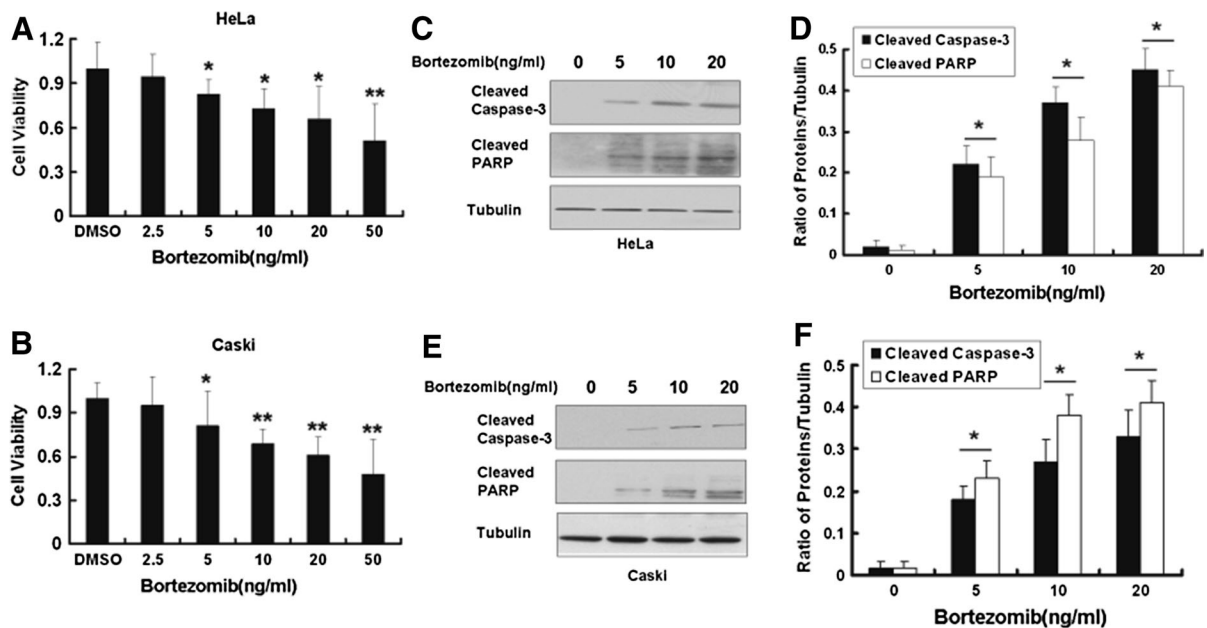 A
HeLa
1.2
0.9
0.6
0.3
0
Cell Viability
*
*
*
**
DMSO 2.5 5 10 20 50
Bortezomib(ng/ml)
C
Bortezomib(ng/ml) 0 5 10 20
Cleaved
Caspase-3
Cleaved
PARP
Tubulin
HeLa
D
Cleaved Caspase-3
Cleaved PARP
0.5
0.4
0.3
0.2
0.1
0
Ratio of Proteins/Tubulin
*
*
*
0 5 10 20
Bortezomib(ng/ml)
B
Caski
1.2
0.9
0.6
0.3
0
Cell Viability
*
**
**
**
DMSO 2.5 5 10 20 50
Bortezomib(ng/ml)
E
Bortezomib(ng/ml) 0 5 10 20
Cleaved
Caspase-3
Cleaved
PARP
Tubulin
Caski
F
Cleaved Caspase-3
Cleaved PARP
0.5
0.4
0.3
0.2
0.1
0
Ratio of Proteins/Tubulin
*
*
*
0 5 10 20
Bortezomib(ng/ml)